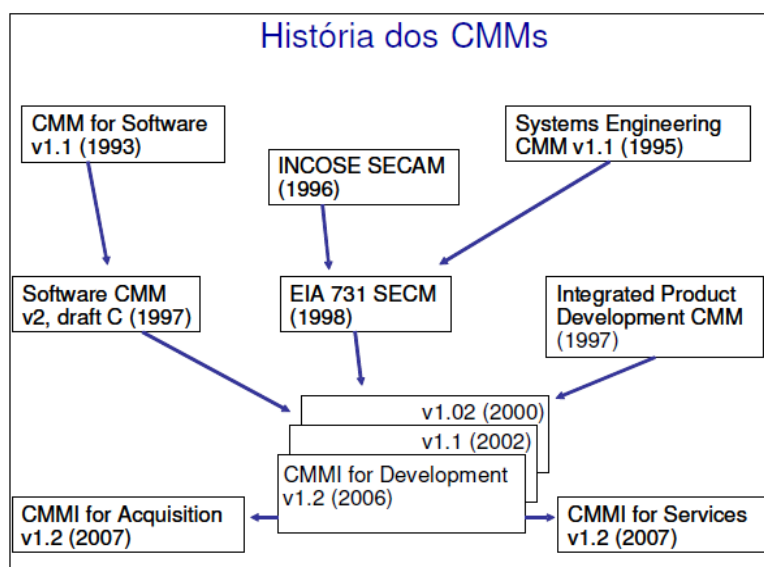 História dos CMMs
CMM for Software
v1.1 (1993)
INCOSE SECAM
(1996)
Systems Engineering
CMM v1.1 (1995)
Software CMM
v2, draft C (1997)
EIA 731 SECM
(1998)
Integrated Product
Development CMM
(1997)
v1.02 (2000)
v1.1 (2002)
CMMI for Development
v1.2 (2006)
CMMI for Acquisition
v1.2 (2007)
CMMI for Services
v1.2 (2007)